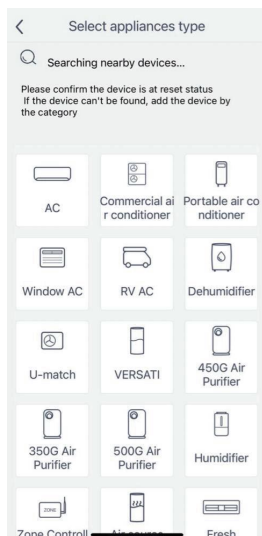 Select appliances type
Searching nearby devices...
Please confirm the device is at reset status
If the device can't be found, add the device by
the category
AC
Commercial ai
r conditioner
Portable air co
nditioner
Window AC
RV AC
Dehumidifier
U-match
VERSATI
450G Air
Purifier
350G Air
Purifier
500G Air
Purifier
Humidifier
ZONE
Zone Controll
Air source
Fresh